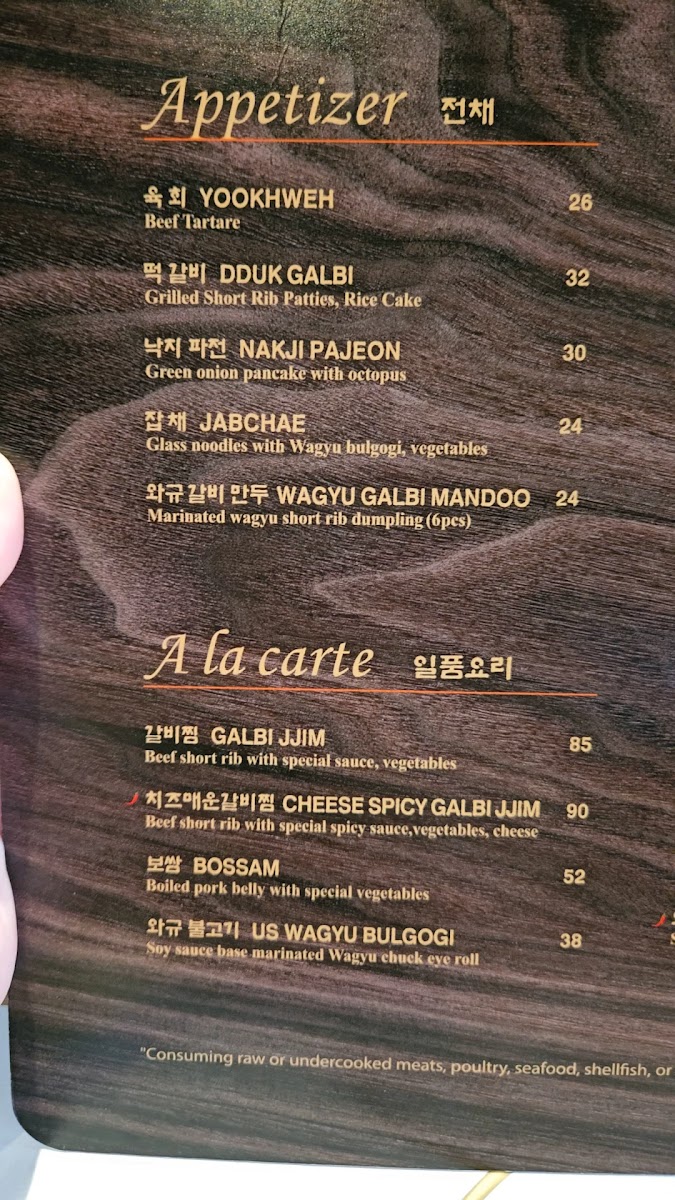 Appetizer 전채
육회 YOOKHWEH 26
Beef Tartare
떡갈비 DDUK GALBI 32
Grilled Short Rib Patties, Rice Cake
낙지 파전 NAKJI PAJEON 30
Green onion pancake with octopus
잡채 JABCHAE 24
Glass noodles with Wagyu bulgogi, vegetables
와규갈비 만두 WAGYU GALBI MANDOO 24
Marinated wagyu short rib dumpling (6pcs)
A la carte 일품요리
갈비찜 GALBI JJIM 85
Beef short rib with special sauce, vegetables
치즈매운갈비찜 CHEESE SPICY GALBI JJIM 90
Beef short rib with special spicy sauce,vegetables, cheese
보쌈 BOSSAM 52
Boiled pork belly with special vegetables
와규 불고기 US WAGYU BULGOGI 38
Soy sauce base marinated Wagyu chuck eye roll
"Consuming raw or undercooked meats, poultry, seafood, shellfish, or